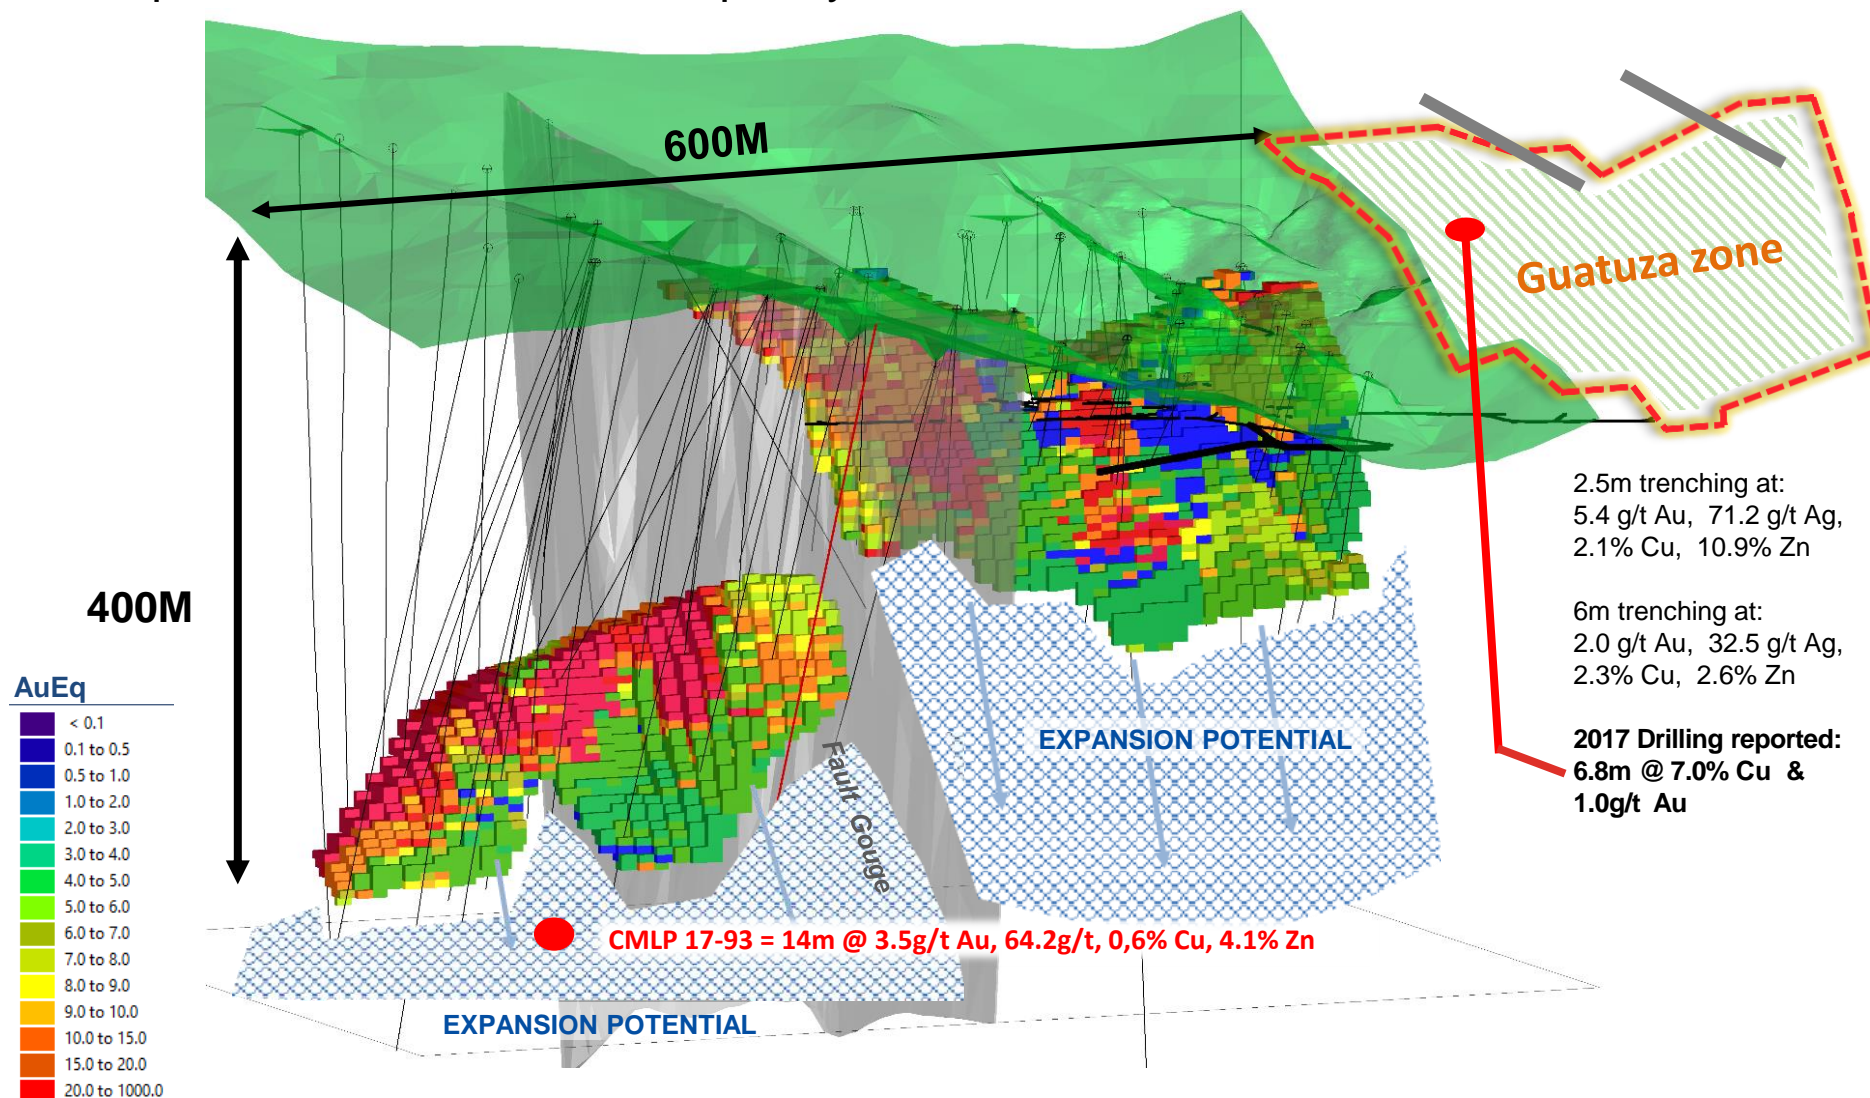 600M
Guatuza zone
400M
2.5m trenching at:
5.4 g/t Au, 71.2 g/t Ag,
2.1% Cu, 10.9% Zn
6m trenching at:
2.0 g/t Au, 32.5 g/t Ag,
2.3% Cu, 2.6% Zn
2017 Drilling reported:
6.8m @ 7.0% Cu &
1.0g/t Au
EXPANSION POTENTIAL
Fault Gouge
CMLP 17-93 = 14m @ 3.5g/t Au, 64.2g/t, 0,6% Cu, 4.1% Zn
EXPANSION POTENTIAL
AuEq
< 0.1
0.1 to 0.5
0.5 to 1.0
1.0 to 2.0
2.0 to 3.0
3.0 to 4.0
4.0 to 5.0
5.0 to 6.0
6.0 to 7.0
7.0 to 8.0
8.0 to 9.0
9.0 to 10.0
10.0 to 15.0
15.0 to 20.0
20.0 to 1000.0